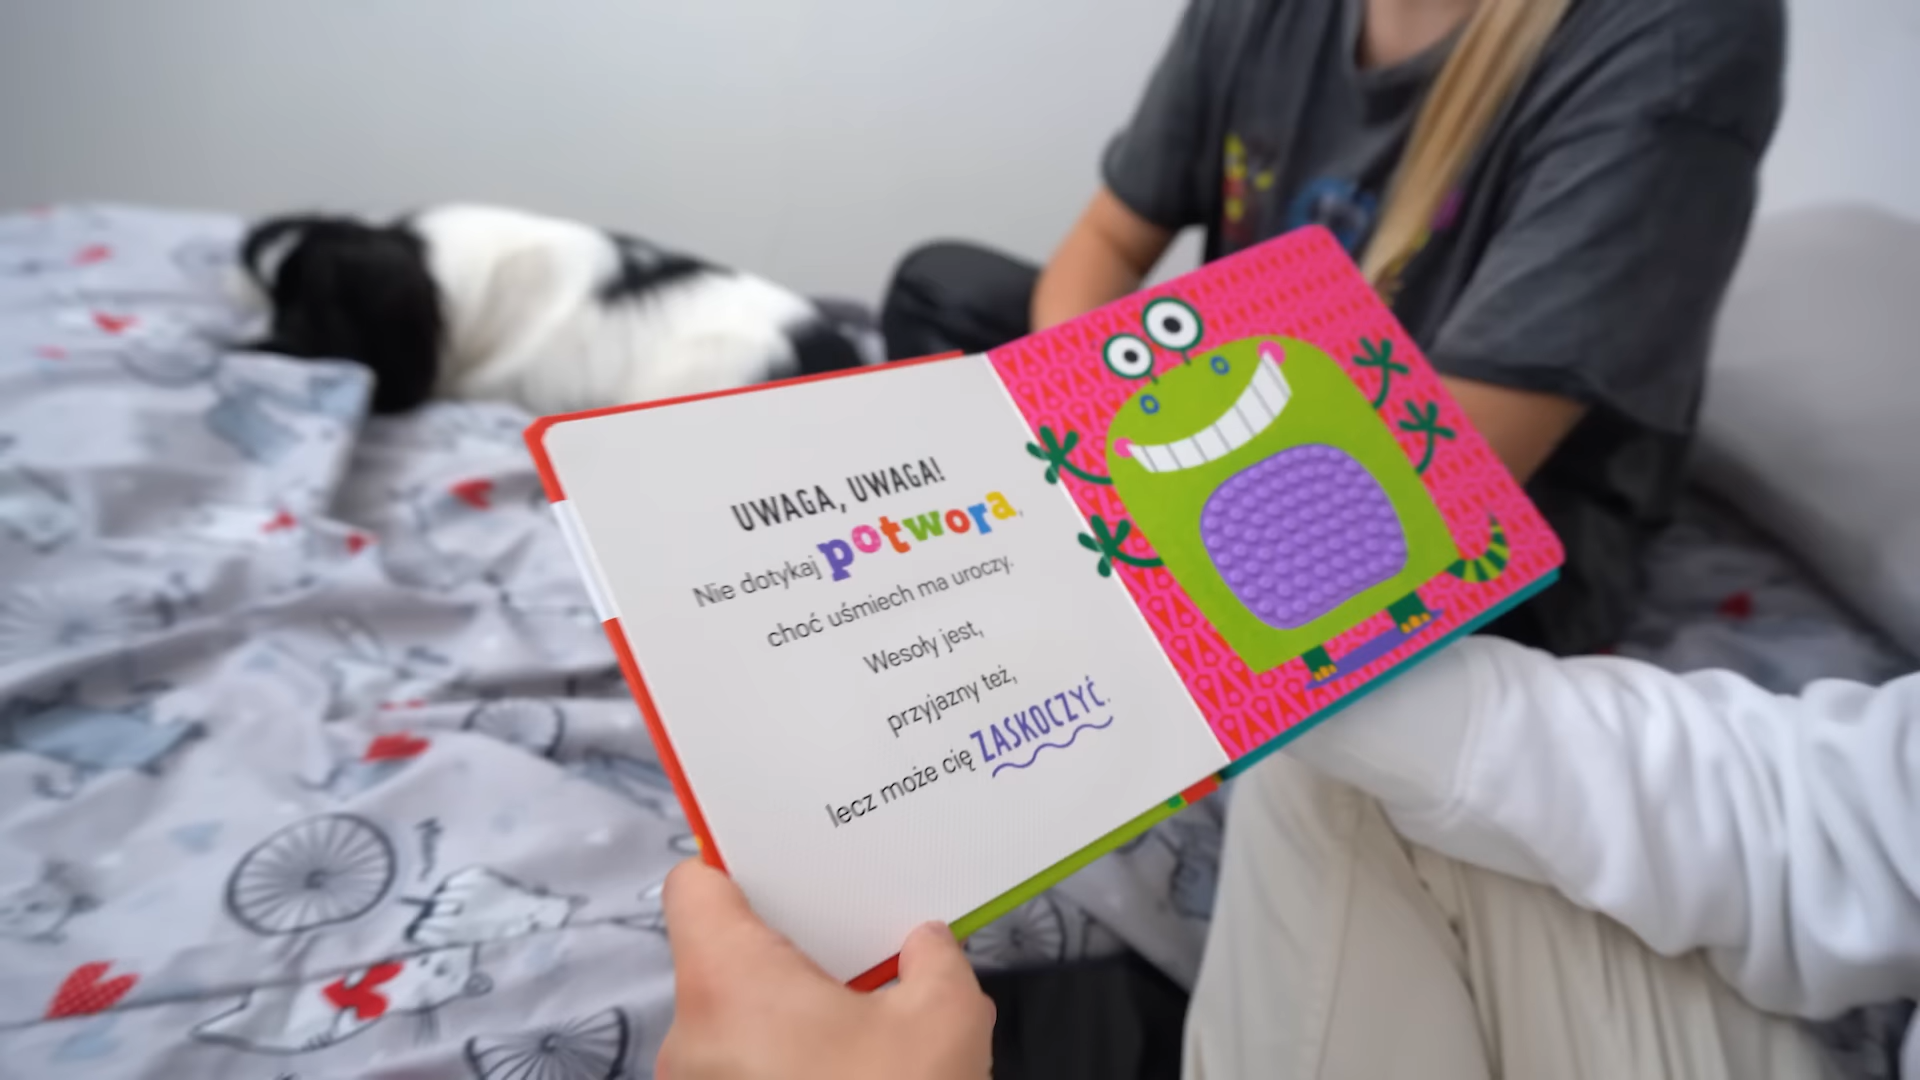 UWAGA, UWAGA!
Nie dotykaj potwora,
choć uśmiech ma uroczy.
Wesoły jest,
przyjazny też,
lecz może cię ZASKOCZYĆ.